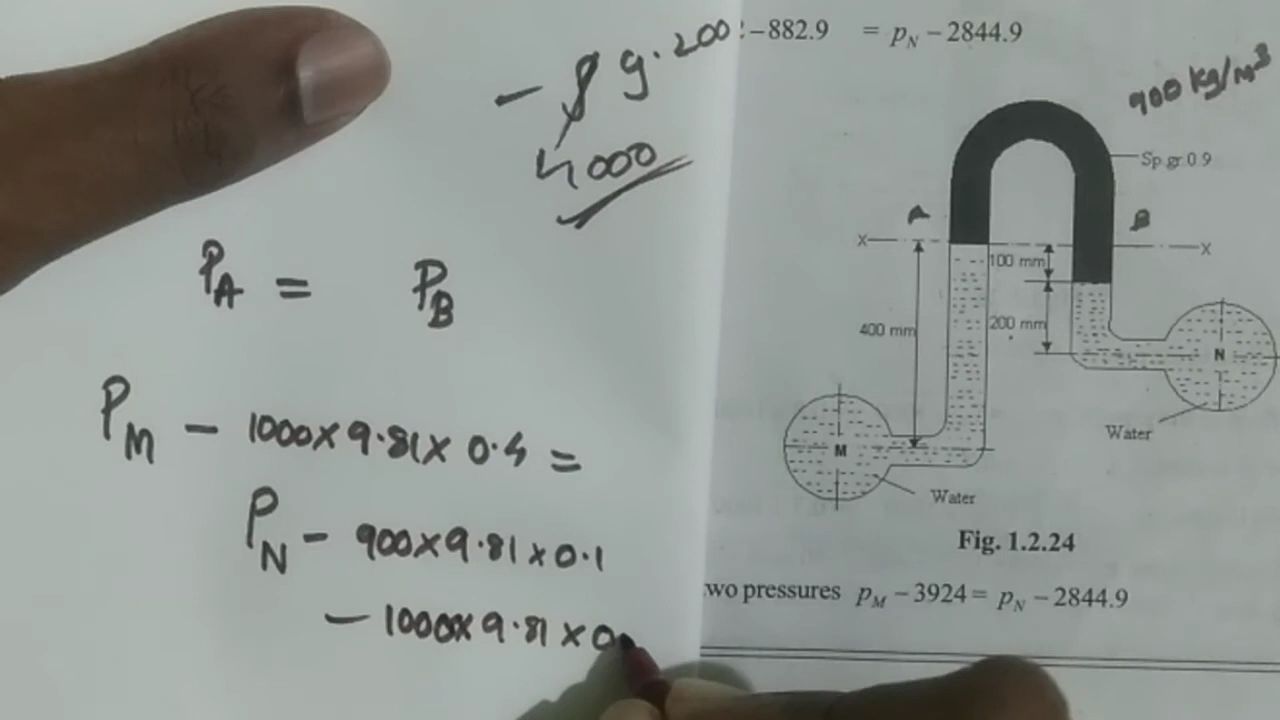 - ρg.200
4000
P_A = P_B
P_M - 1000×9.81×0.4 =
P_N - 900×9.81×0.1
- 1000×9.81×0
-882.9 = p_N - 2844.9
900 kg/m³
Sp.gr.0.9
A
B
X
X
100 mm
400 mm
200 mm
N
Water
M
Water
Fig. 1.2.24
two pressures p_M - 3924 = p_N - 2844.9